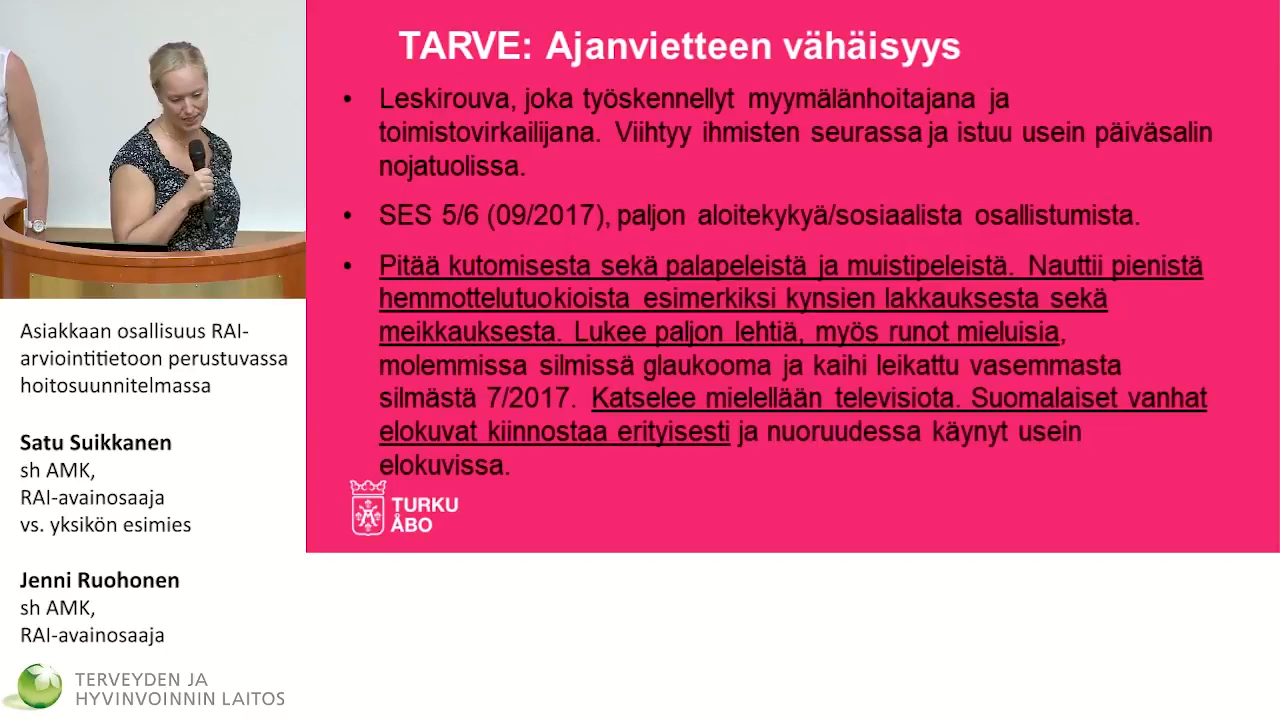 TARVE: Ajanvietteen vähäisyys
• Leskirouva, joka työskennellyt myymälänhoitajana ja
toimistovirkailijana. Viihtyy ihmisten seurassa ja istuu usein päiväsalin
nojatuolissa.
• SES 5/6 (09/2017), paljon aloitekykyä/sosiaalista osallistumista.
• Pitää kutomisesta sekä palapeleistä ja muistipeleistä. Nauttii pienistä
hemmottelutuokioista esimerkiksi kynsien lakkauksesta sekä
meikkauksesta. Lukee paljon lehtiä, myös runot mieluisia,
molemmissa silmissä glaukooma ja kaihi leikattu vasemmasta
silmästä 7/2017. Katselee mielellään televisiota. Suomalaiset vanhat
elokuvat kiinnostaa erityisesti ja nuoruudessa käynyt usein
elokuvissa.
TURKU
ÅBO
Asiakkaan osallisuus RAI-
arviointitietoon perustuvassa
hoitosuunnitelmassa
Satu Suikkanen
sh AMK,
RAI-avainosaaja
vs. yksikön esimies
Jenni Ruohonen
sh AMK,
RAI-avainosaaja
TERVEYDEN JA
HYVINVOINNIN LAITOS